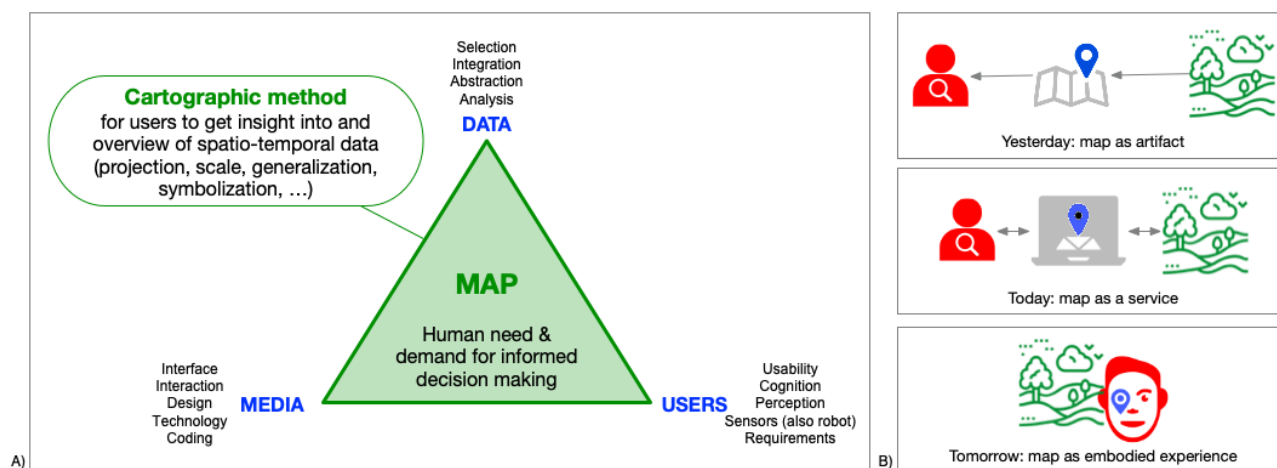 Selection
Integration
Abstraction
Analysis
DATA
Cartographic method
for users to get insight into and
overview of spatio-temporal data
(projection, scale, generalization,
symbolization, …)
MAP
Human need &
demand for informed
decision making
Interface
Interaction
Design
Technology
Coding
MEDIA
USERS
Usability
Cognition
Perception
Sensors (also robot)
Requirements
A)
Yesterday: map as artifact
Today: map as a service
Tomorrow: map as embodied experience
B)